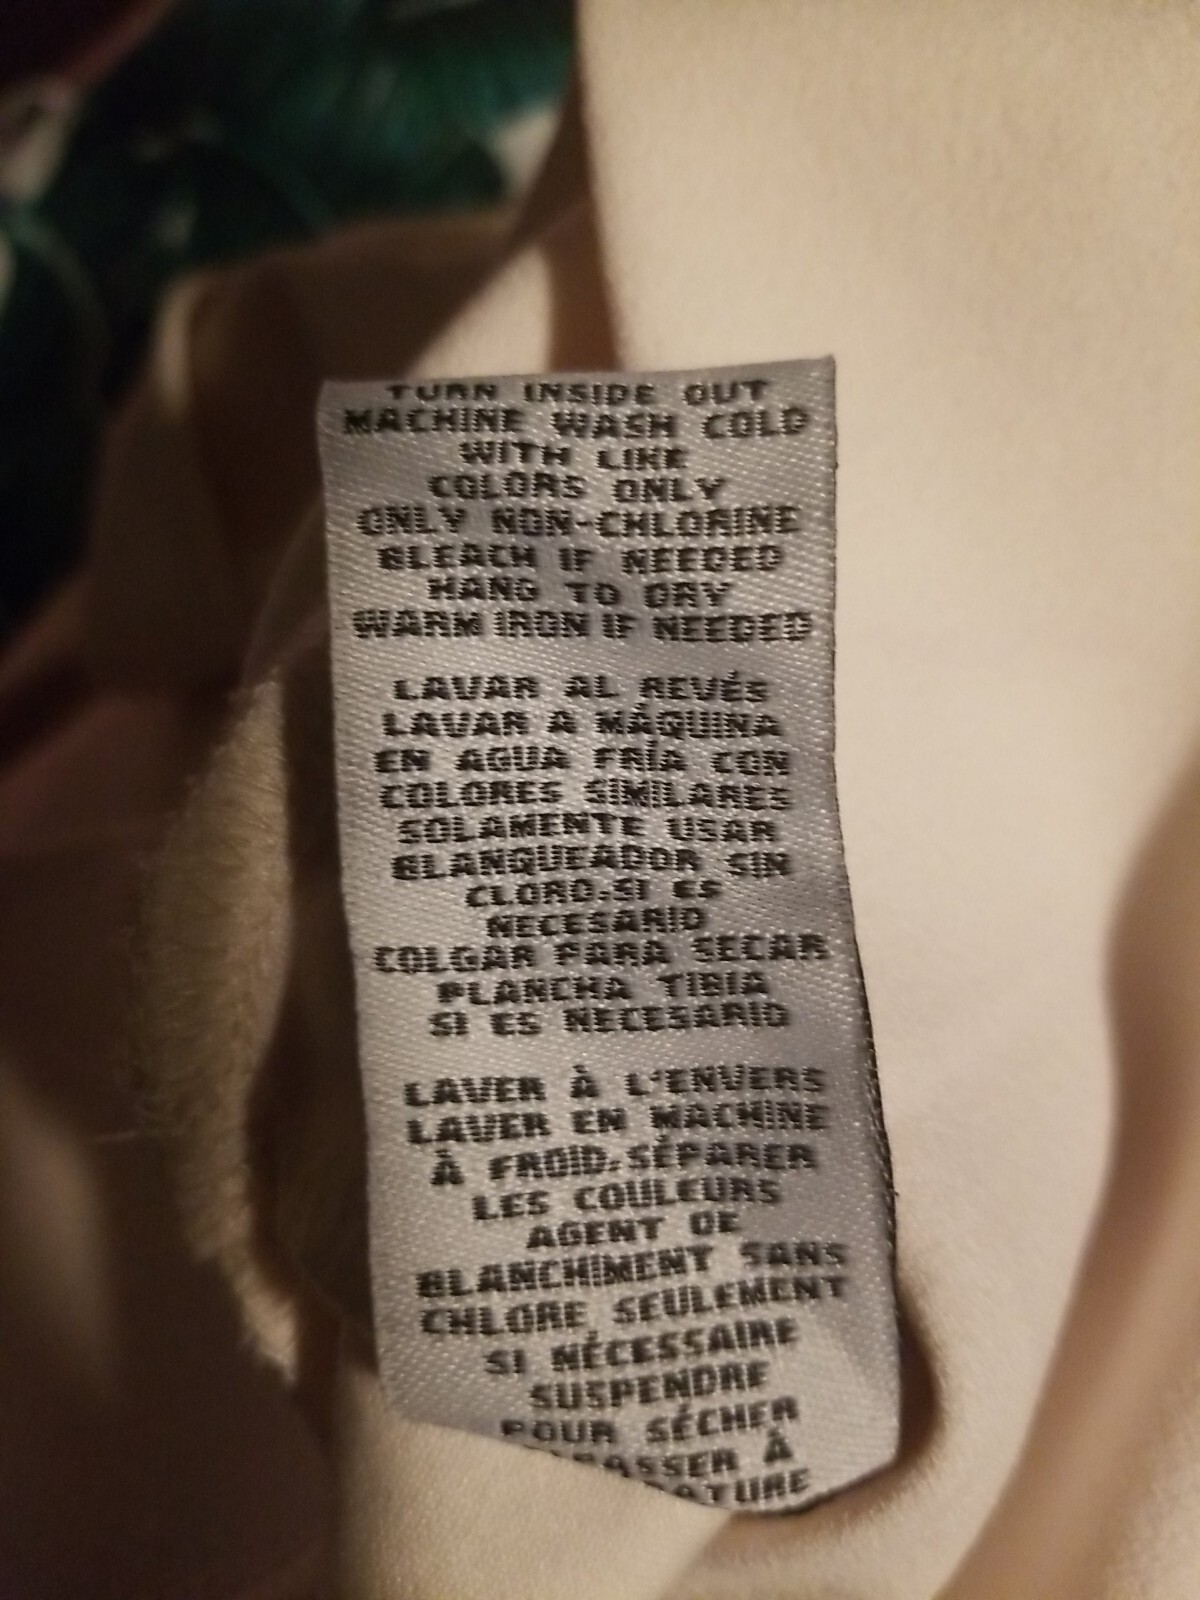 TURN INSIDE OUT
MACHINE WASH COLD
WITH LIKE
COLORS ONLY
ONLY NON-CHLORINE
BLEACH IF NEEDED
HANG TO DRY
WARM IRON IF NEEDED
LAVAR AL REVÉS
LAVAR A MÁQUINA
EN AGUA FRÍA CON
COLORES SIMILARES
SOLAMENTE USAR
BLANQUEADOR SIN
CLORO.SI ES
NECESARIO
COLGAR PARA SECAR
PLANCHA TIBIA
SI ES NECESARIO
LAVER À L'ENVERS
LAVER EN MACHINE
À FROID.SÉPARER
LES COULEURS
AGENT DE
BLANCHIMENT SANS
CHLORE SEULEMENT
SI NÉCESSAIRE
SUSPENDRE
POUR SÉCHER
À